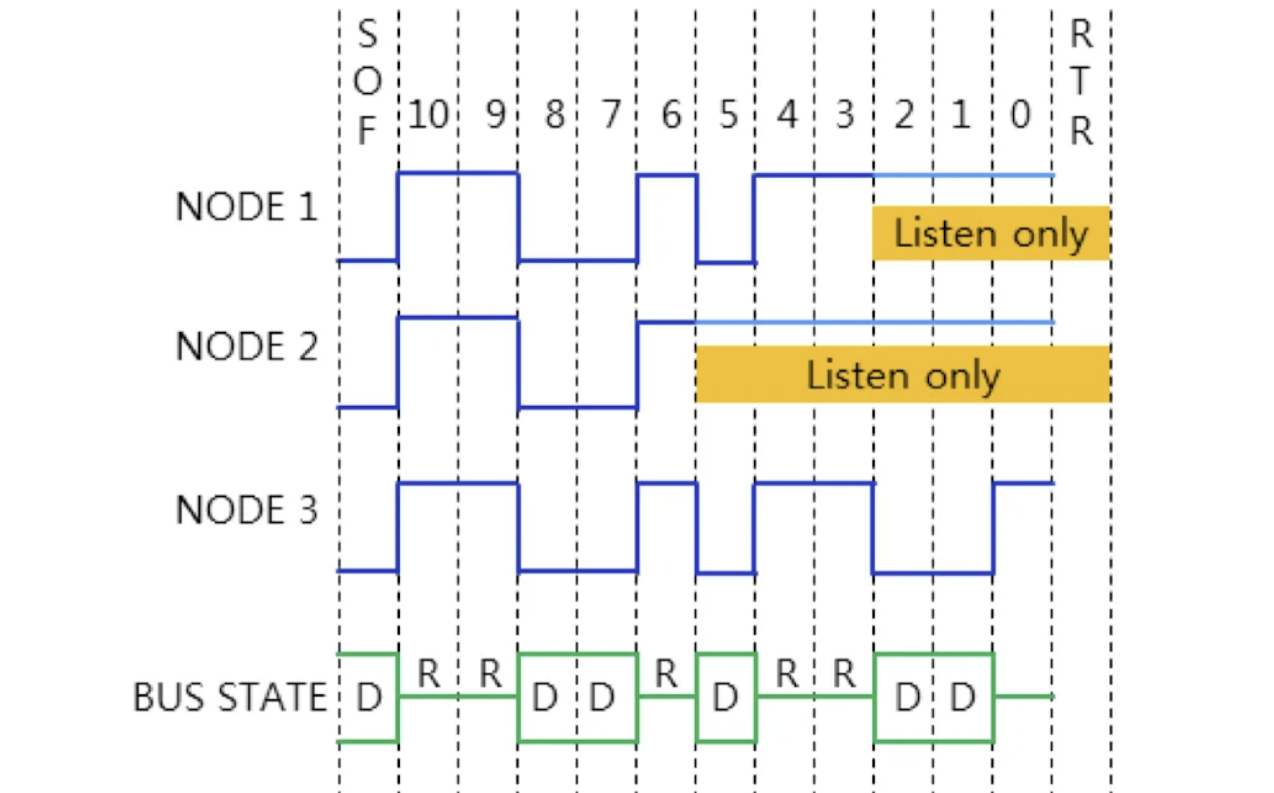 SOF 10 9 8 7 6 5 4 3 2 1 0 RTR
NODE 1
Listen only
NODE 2
Listen only
NODE 3
BUS STATE D R R D D R D R R D D